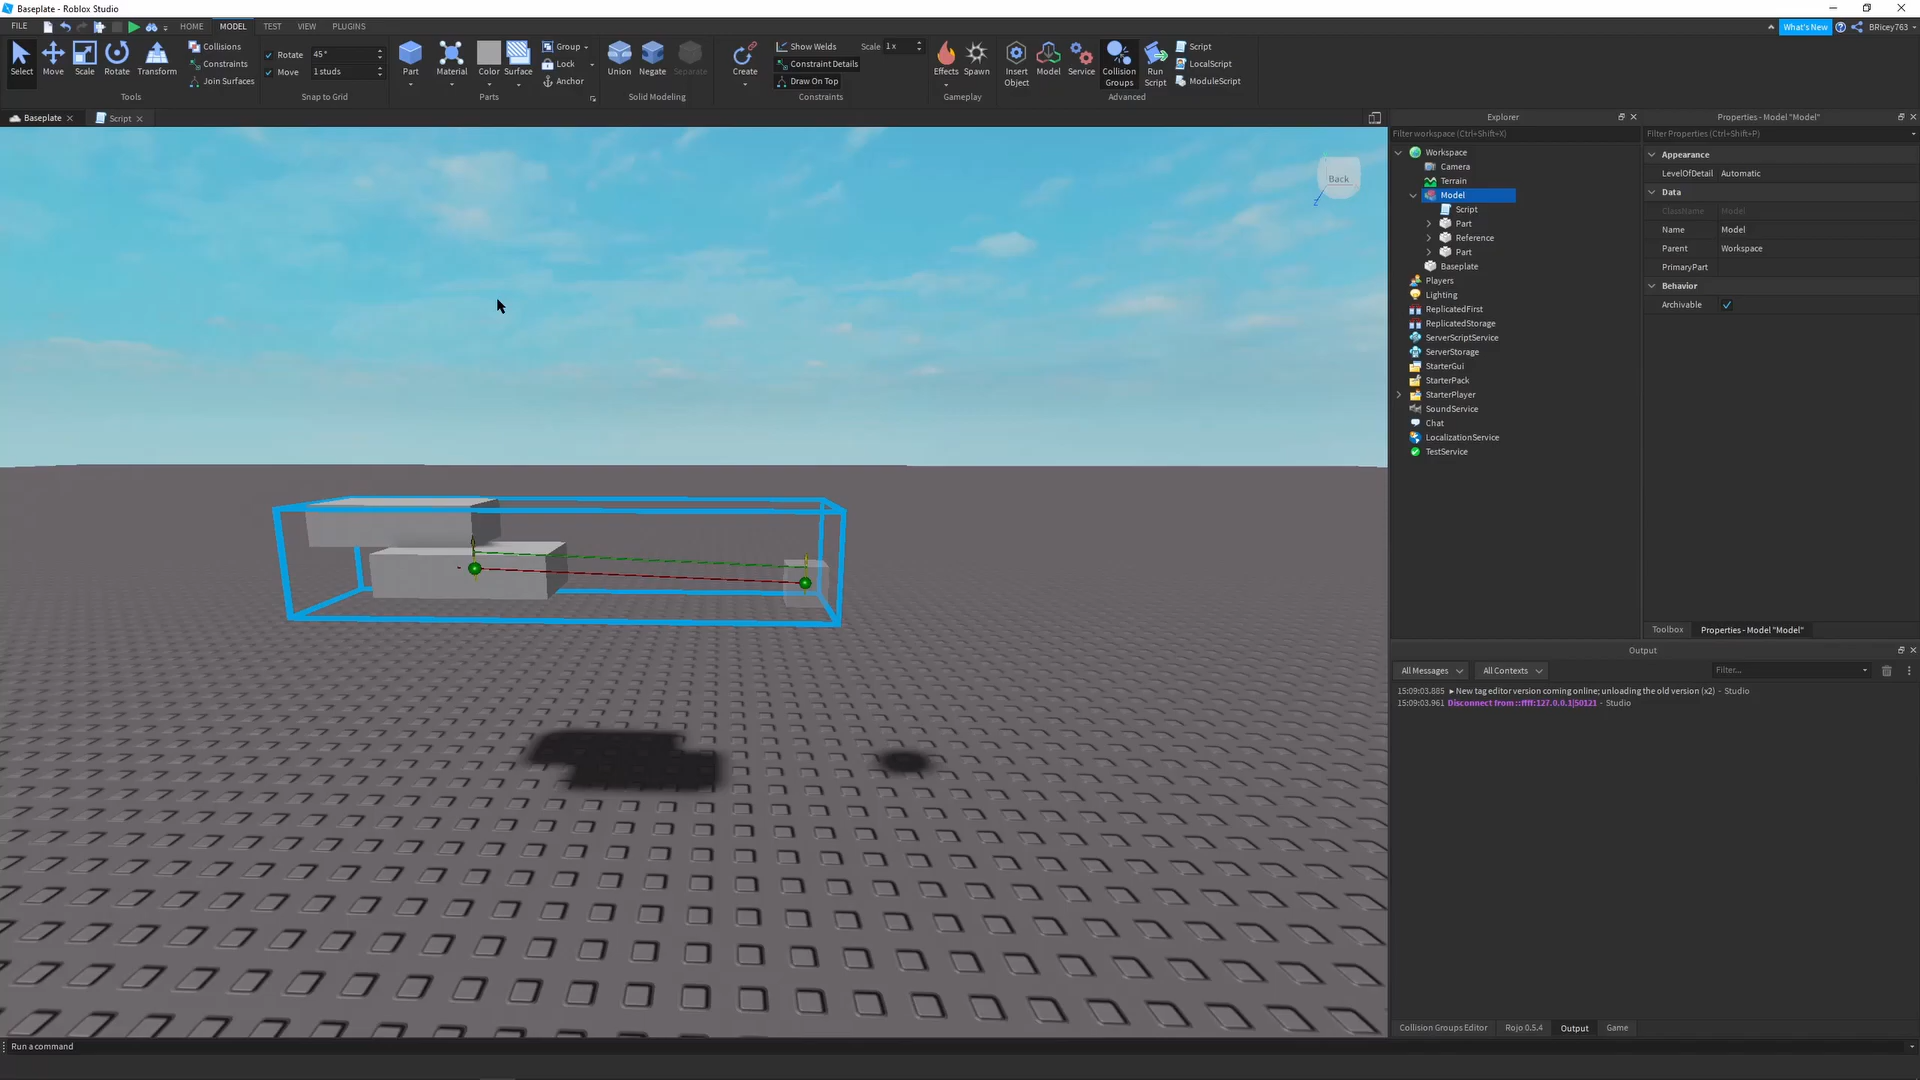 Baseplate - Roblox Studio
FILE HOME MODEL TEST VIEW PLUGINS
What's New BRicey763
Select Move Scale Rotate Transform
Collisions
Constraints
Join Surfaces
Tools
Rotate 45°
Move 1 studs
Snap to Grid
Part Material Color Surface
Group
Lock
Anchor
Parts
Union Negate Separate
Solid Modeling
Create
Show Welds Scale 1 x
Constraint Details
Draw On Top
Constraints
Effects Spawn
Gameplay
Insert Object
Model
Service
Collision Groups
Run Script
Script
LocalScript
ModuleScript
Advanced
Baseplate Script
Back
Z
Explorer
Filter workspace (Ctrl+Shift+X)
Workspace
Camera
Terrain
Model
Script
Part
Reference
Part
Baseplate
Players
Lighting
ReplicatedFirst
ReplicatedStorage
ServerScriptService
ServerStorage
StarterGui
StarterPack
StarterPlayer
SoundService
Chat
LocalizationService
TestService
Properties - Model "Model"
Filter Properties (Ctrl+Shift+P)
Appearance
LevelOfDetail Automatic
Data
ClassName Model
Name Model
Parent Workspace
PrimaryPart
Behavior
Archivable
Toolbox Properties - Model "Model"
Output
All Messages All Contexts Filter...
15:09:03.885 New tag editor version coming online; unloading the old version (x2) - Studio
15:09:03.961 Disconnect from ::ffff:127.0.0.1|50121 - Studio
Collision Groups Editor Rojo 0.5.4 Output Game
Run a command